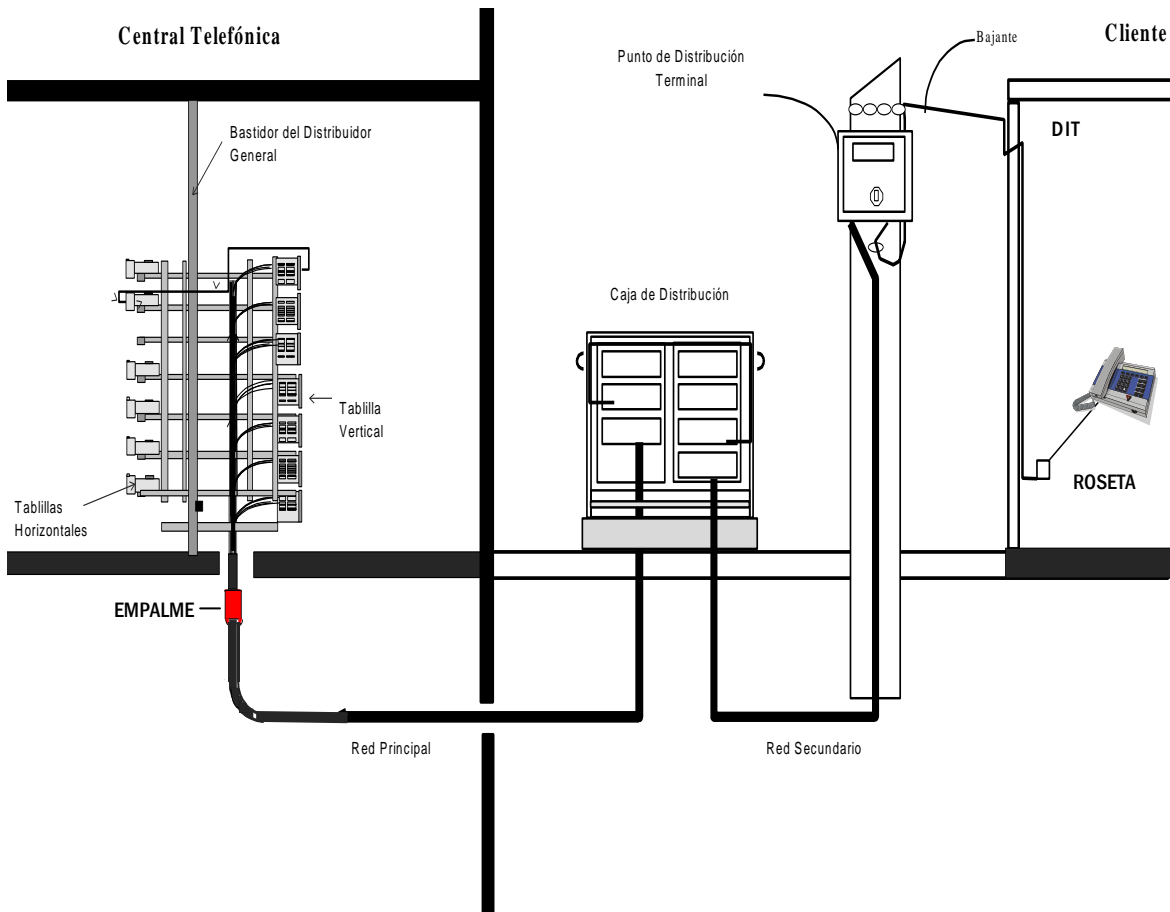 Central Telefónica
Cliente
Bajante
Punto de Distribución
Terminal
DIT
Bastidor del Distribuidor
General
Caja de Distribución
Tablilla
Vertical
ROSETA
Tablillas
Horizontales
EMPALME
Red Principal
Red Secundario